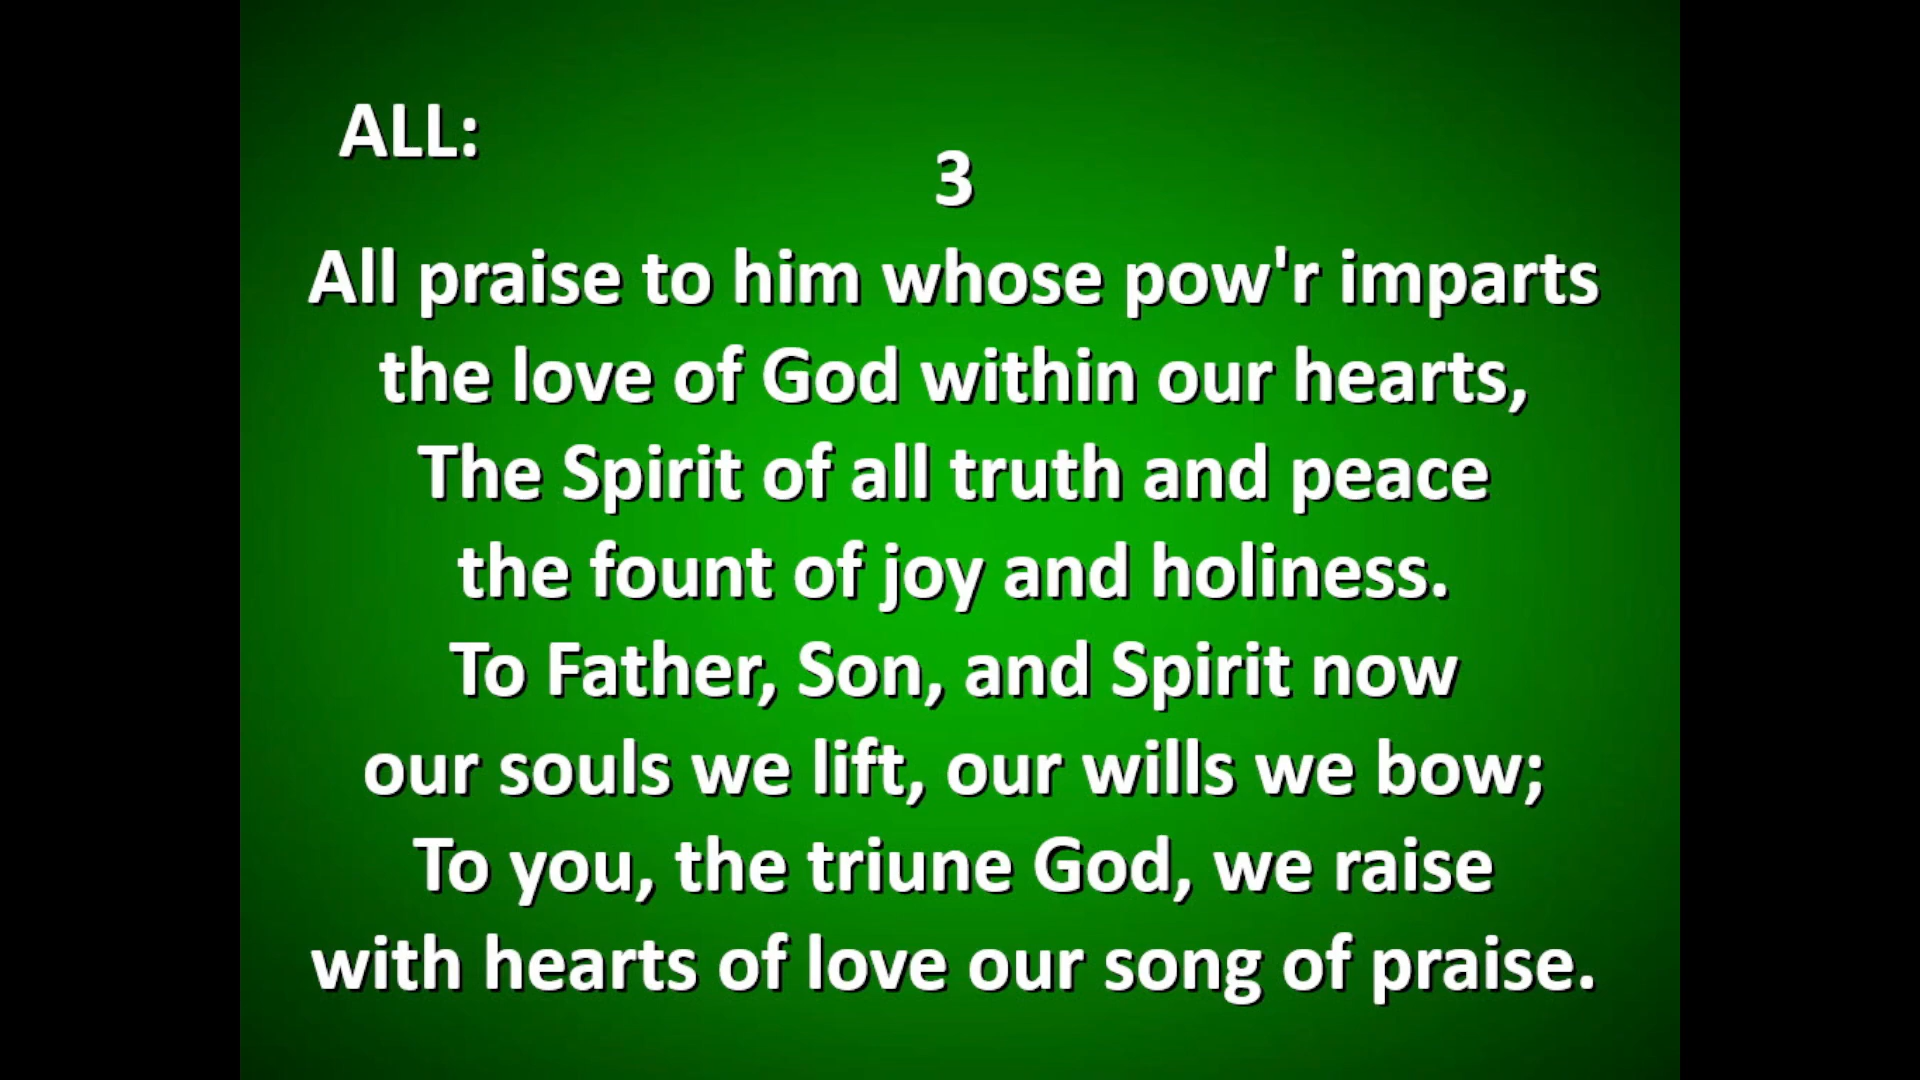 ALL:
3
All praise to him whose pow'r imparts
the love of God within our hearts,
The Spirit of all truth and peace
the fount of joy and holiness.
To Father, Son, and Spirit now
our souls we lift, our wills we bow;
To you, the triune God, we raise
with hearts of love our song of praise.